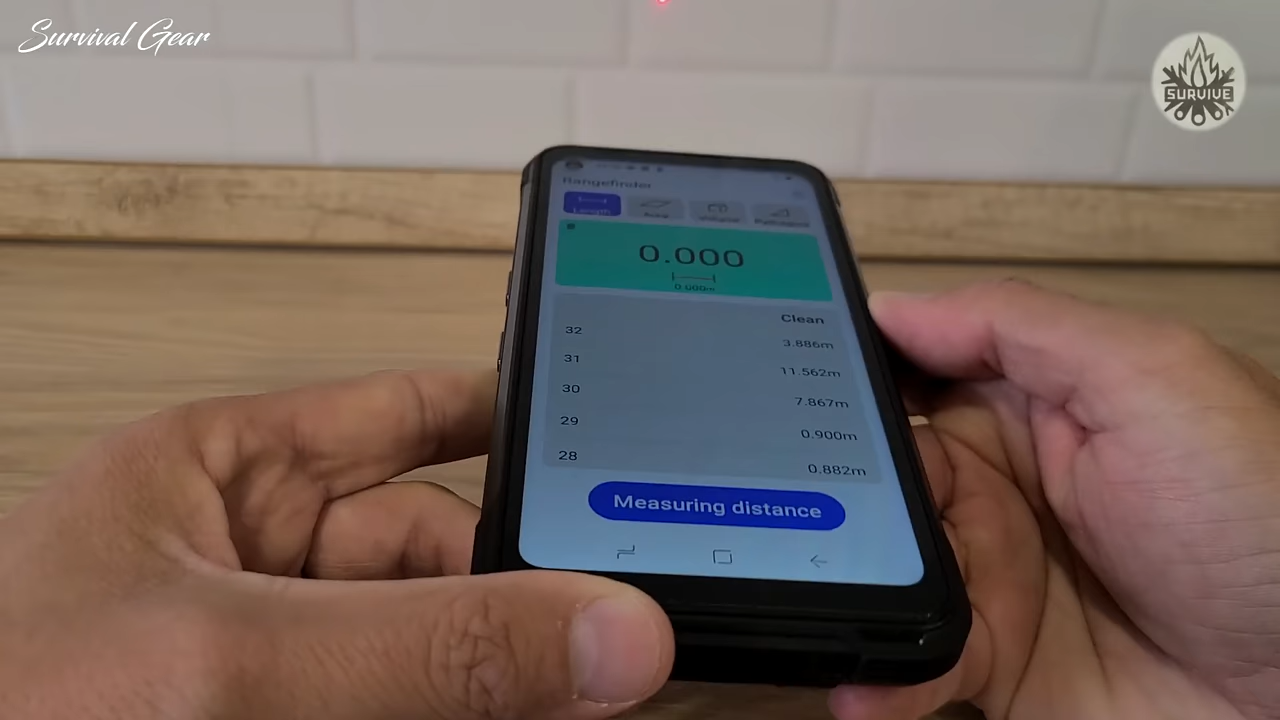 Survival Gear
SURVIVE
Rangefinder
Length Area Volume
0.000
0.000m
Clean
32 3.886m
31 11.562m
30 7.867m
29 0.900m
28 0.882m
Measuring distance